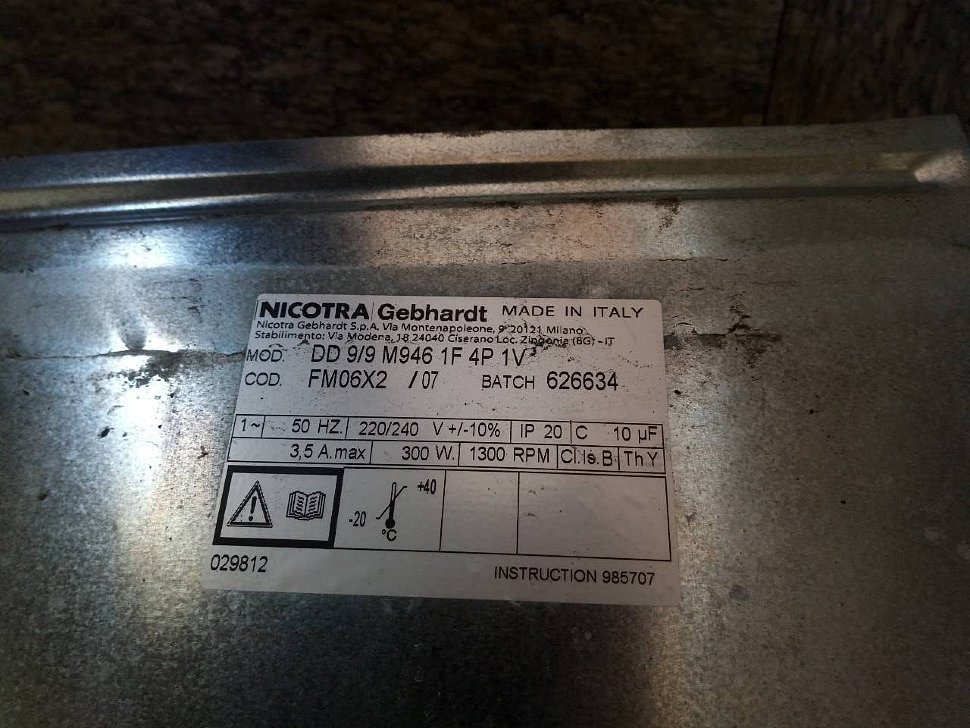 NICOTRA Gebhardt MADE IN ITALY
Nicotra Gebhardt S.p.A. Via Montenapoleone, 9 20121 Milano
Stabilimento: Via Modena, 18 24040 Ciserano Loc. Zingonia (BG) - IT
MOD. DD 9/9 M946 1F 4P 1V
COD. FM06X2 /07 BATCH 626634
1~ 50 HZ. 220/240 V +/-10% IP 20 C 10 µF
3,5 A.max 300 W. 1300 RPM Cl.Is.B Th Y
+40
-20
°C
029812 INSTRUCTION 985707